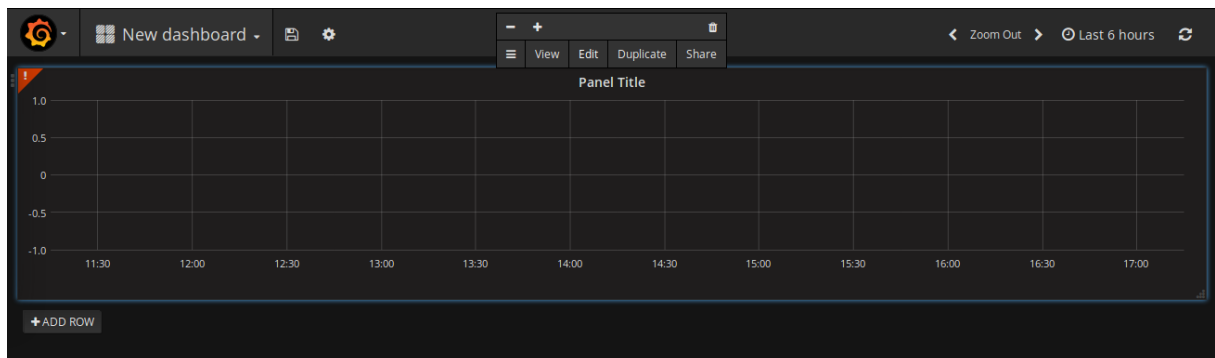 New dashboard
Zoom Out
Last 6 hours
View Edit Duplicate Share
!
Panel Title
1.0
0.5
0
-0.5
-1.0
11:30 12:00 12:30 13:00 13:30 14:00 14:30 15:00 15:30 16:00 16:30 17:00
+ ADD ROW